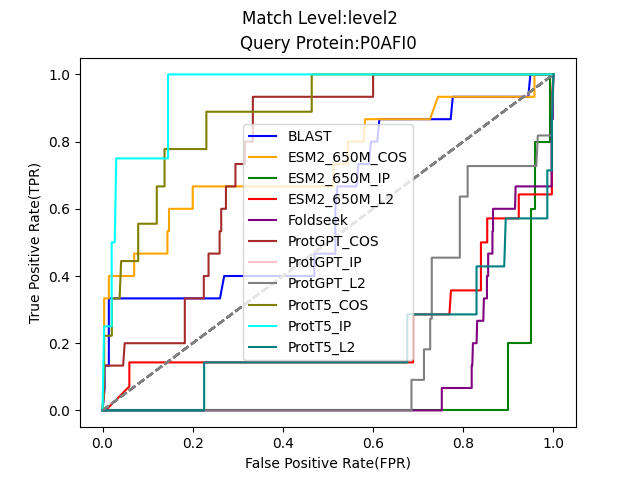 Match Level:level2
Query Protein:P0AFI0
True Positive Rate(TPR)
1.0
0.8
0.6
0.4
0.2
0.0
BLAST
ESM2_650M_COS
ESM2_650M_IP
ESM2_650M_L2
Foldseek
ProtGPT_COS
ProtGPT_IP
ProtGPT_L2
ProtT5_COS
ProtT5_IP
ProtT5_L2
0.0 0.2 0.4 0.6 0.8 1.0
False Positive Rate(FPR)